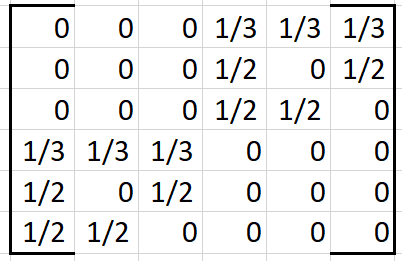 0 0 0 1/3 1/3 1/3
0 0 0 1/2 0 1/2
0 0 0 1/2 1/2 0
1/3 1/3 1/3 0 0 0
1/2 0 1/2 0 0 0
1/2 1/2 0 0 0 0